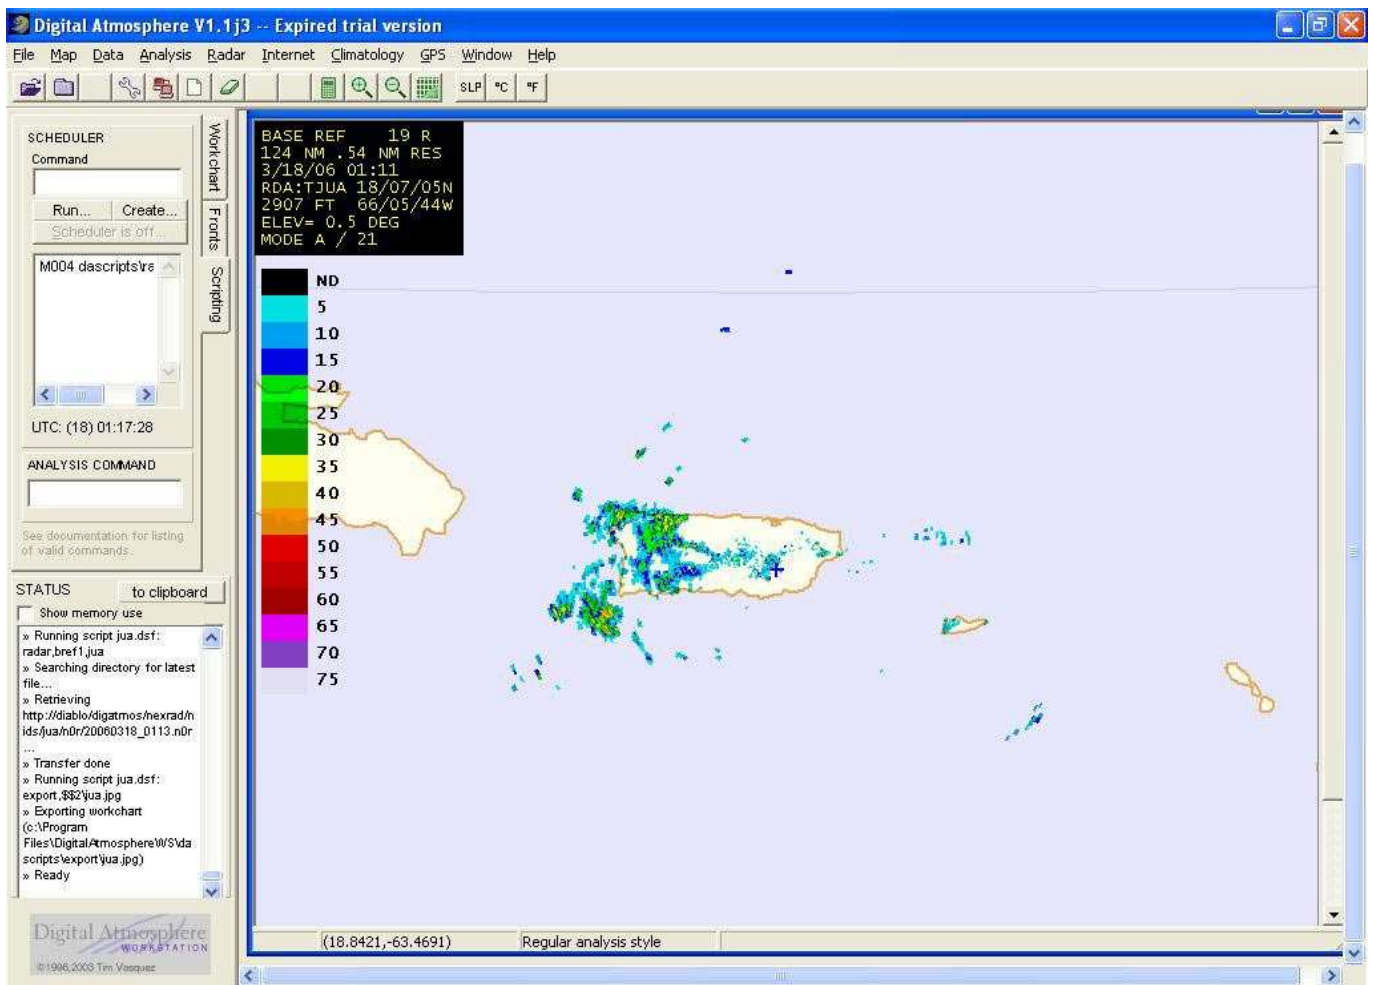 Digital Atmosphere V1.1j3 -- Expired trial version
File Map Data Analysis Radar Internet Climatology GPS Window Help
SLP °C °F
SCHEDULER
Command
Run... Create...
Scheduler is off...
M004 dascripts\ra
UTC: (18) 01:17:28
ANALYSIS COMMAND
See documentation for listing
of valid commands.
Workchart
Fronts
Scripting
STATUS to clipboard
Show memory use
» Running script jua.dsf:
radar,bref1,jua
» Searching directory for latest
file...
» Retrieving
http://diablo/digatmos/nexrad/n
ids/jua/n0r/20060318_0113.n0r
...
» Transfer done
» Running script jua.dsf:
export,$$2\jua.jpg
» Exporting workchart
(c:\Program
Files\DigitalAtmosphereWS\da
scripts\export\jua.jpg)
» Ready
Digital Atmosphere
WORKSTATION
©1996,2003 Tim Vasquez
BASE REF 19 R
124 NM .54 NM RES
3/18/06 01:11
RDA:TJUA 18/07/05N
2907 FT 66/05/44W
ELEV= 0.5 DEG
MODE A / 21
ND
5
10
15
20
25
30
35
40
45
50
55
60
65
70
75
(18.8421,-63.4691) Regular analysis style